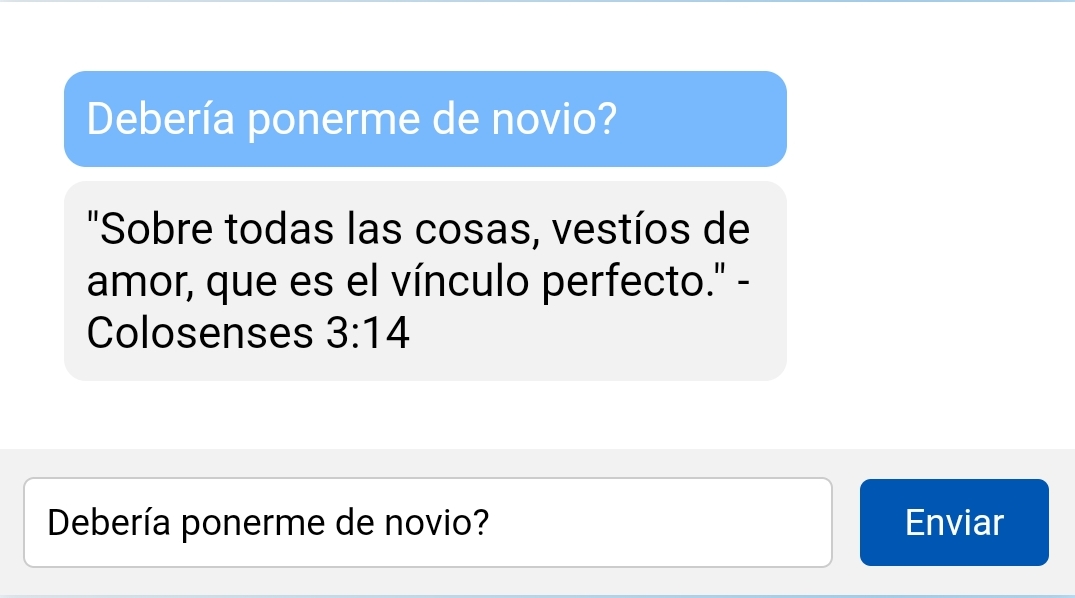 Debería ponerme de novio?
"Sobre todas las cosas, vestíos de
amor, que es el vínculo perfecto." -
Colosenses 3:14
Debería ponerme de novio?
Enviar